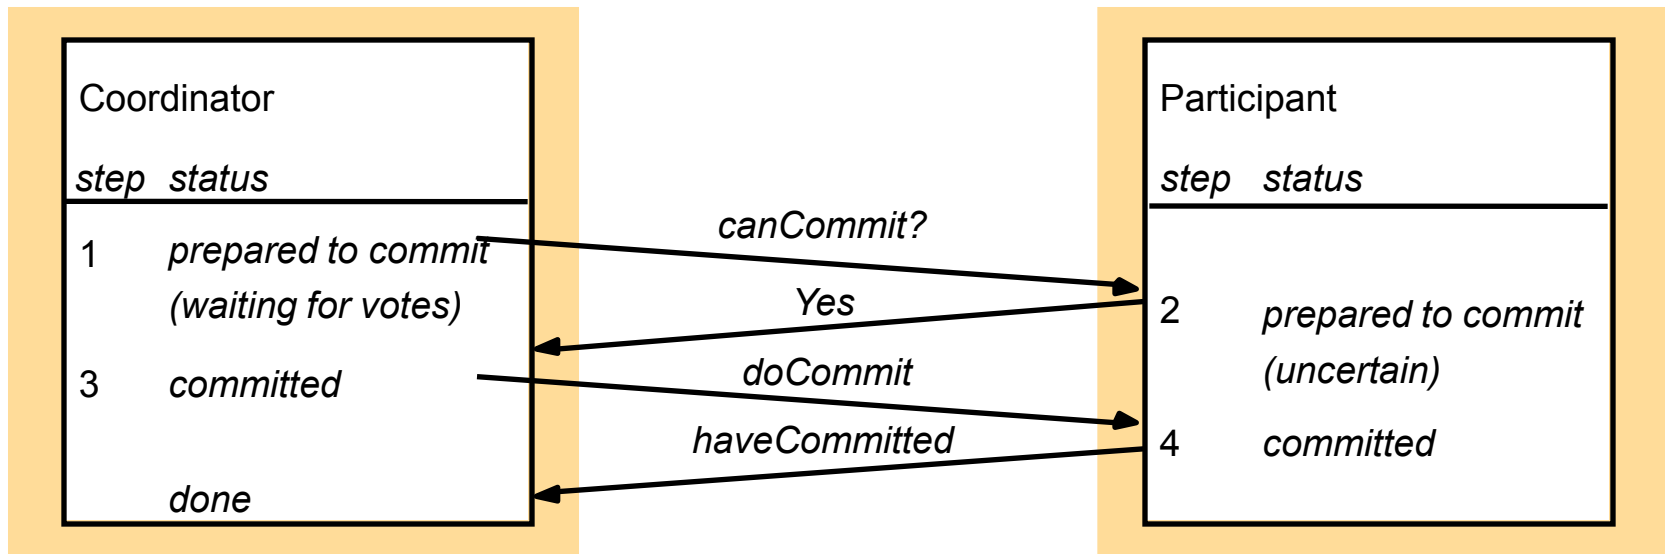 Coordinator
step status
1 prepared to commit
(waiting for votes)
3 committed
done
canCommit?
Yes
doCommit
haveCommitted
Participant
step status
2 prepared to commit
(uncertain)
4 committed